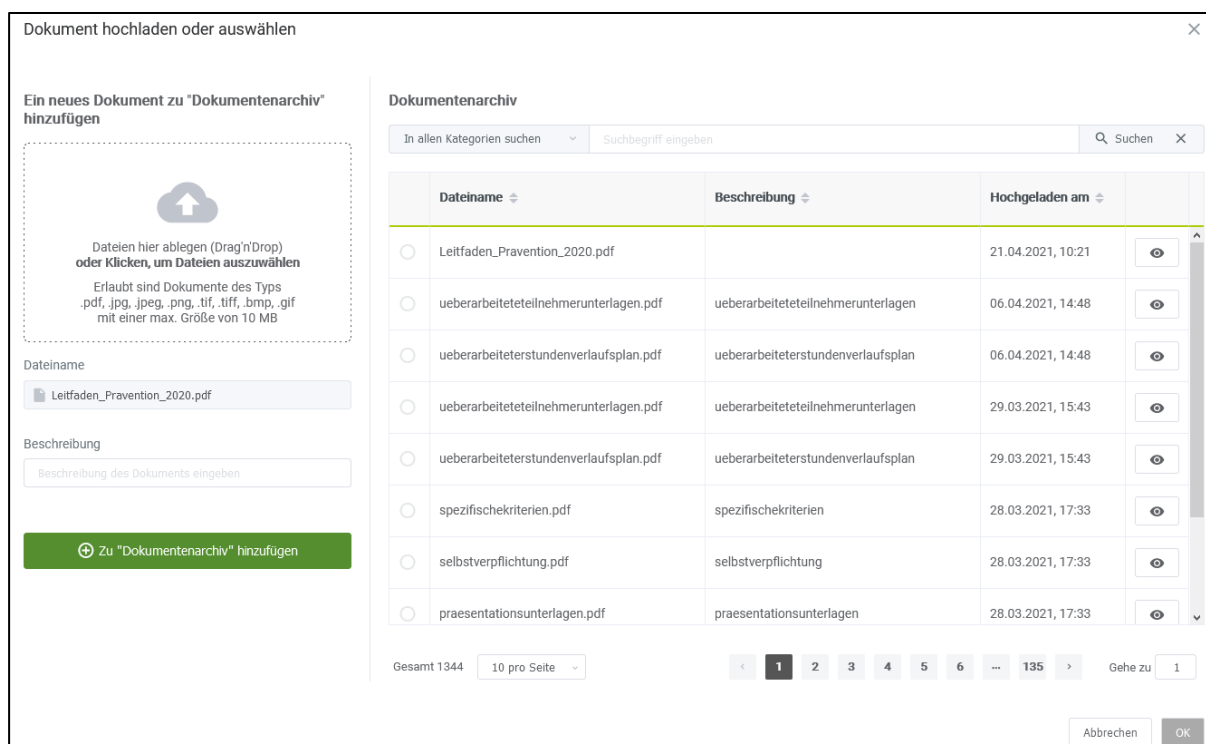 Dokument hochladen oder auswählen
Ein neues Dokument zu "Dokumentenarchiv"
hinzufügen
Dateien hier ablegen (Drag'n'Drop)
oder Klicken, um Dateien auszuwählen
Erlaubt sind Dokumente des Typs
.pdf, .jpg, .jpeg, .png, .tif, .tiff, .bmp, .gif
mit einer max. Größe von 10 MB
Dateiname
Leitfaden_Pravention_2020.pdf
Beschreibung
Beschreibung des Dokuments eingeben
Zu "Dokumentenarchiv" hinzufügen
Dokumentenarchiv
In allen Kategorien suchen Suchbegriff eingeben Suchen
Dateiname Beschreibung Hochgeladen am
Leitfaden_Pravention_2020.pdf 21.04.2021, 10:21
ueberarbeiteteteilnehmerunterlagen.pdf ueberarbeiteteteilnehmerunterlagen 06.04.2021, 14:48
ueberarbeiteterstundenverlaufsplan.pdf ueberarbeiteterstundenverlaufsplan 06.04.2021, 14:48
ueberarbeiteteteilnehmerunterlagen.pdf ueberarbeiteteteilnehmerunterlagen 29.03.2021, 15:43
ueberarbeiteterstundenverlaufsplan.pdf ueberarbeiteterstundenverlaufsplan 29.03.2021, 15:43
spezifischekriterien.pdf spezifischekriterien 28.03.2021, 17:33
selbstverpflichtung.pdf selbstverpflichtung 28.03.2021, 17:33
praesentationsunterlagen.pdf praesentationsunterlagen 28.03.2021, 17:33
Gesamt 1344 10 pro Seite 1 2 3 4 5 6 ... 135 Gehe zu 1
Abbrechen OK